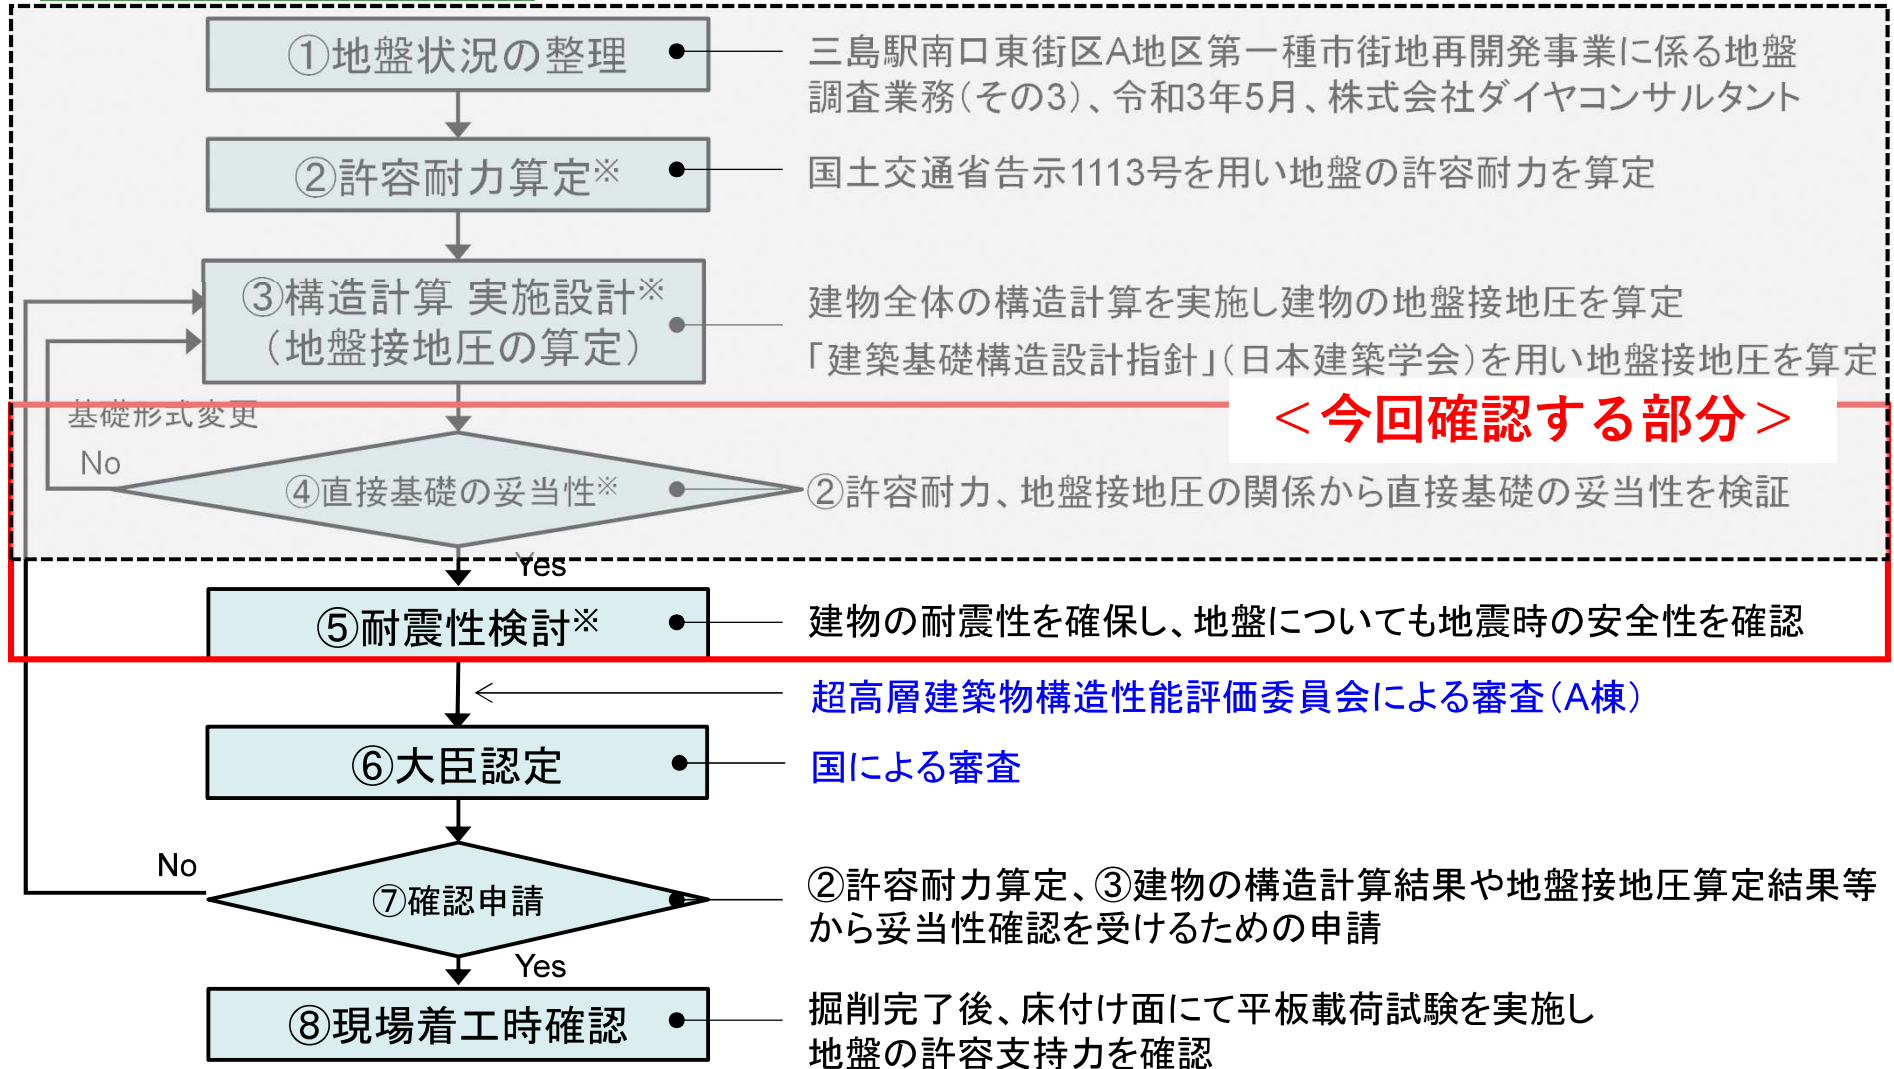 ①地盤状況の整理
三島駅南口東街区A地区第一種市街地再開発事業に係る地盤
調査業務(その3)、令和3年5月、株式会社ダイヤコンサルタント
②許容耐力算定※
国土交通省告示1113号を用い地盤の許容耐力を算定
③構造計算 実施設計※
(地盤接地圧の算定)
建物全体の構造計算を実施し建物の地盤接地圧を算定
「建築基礎構造設計指針」(日本建築学会)を用い地盤接地圧を算定
基礎形式変更
<今回確認する部分>
No
④直接基礎の妥当性※
②許容耐力、地盤接地圧の関係から直接基礎の妥当性を検証
Yes
⑤耐震性検討※
建物の耐震性を確保し、地盤についても地震時の安全性を確認
超高層建築物構造性能評価委員会による審査(A棟)
⑥大臣認定
国による審査
No
⑦確認申請
②許容耐力算定、③建物の構造計算結果や地盤接地圧算定結果等
から妥当性確認を受けるための申請
Yes
⑧現場着工時確認
掘削完了後、床付け面にて平板載荷試験を実施し
地盤の許容支持力を確認